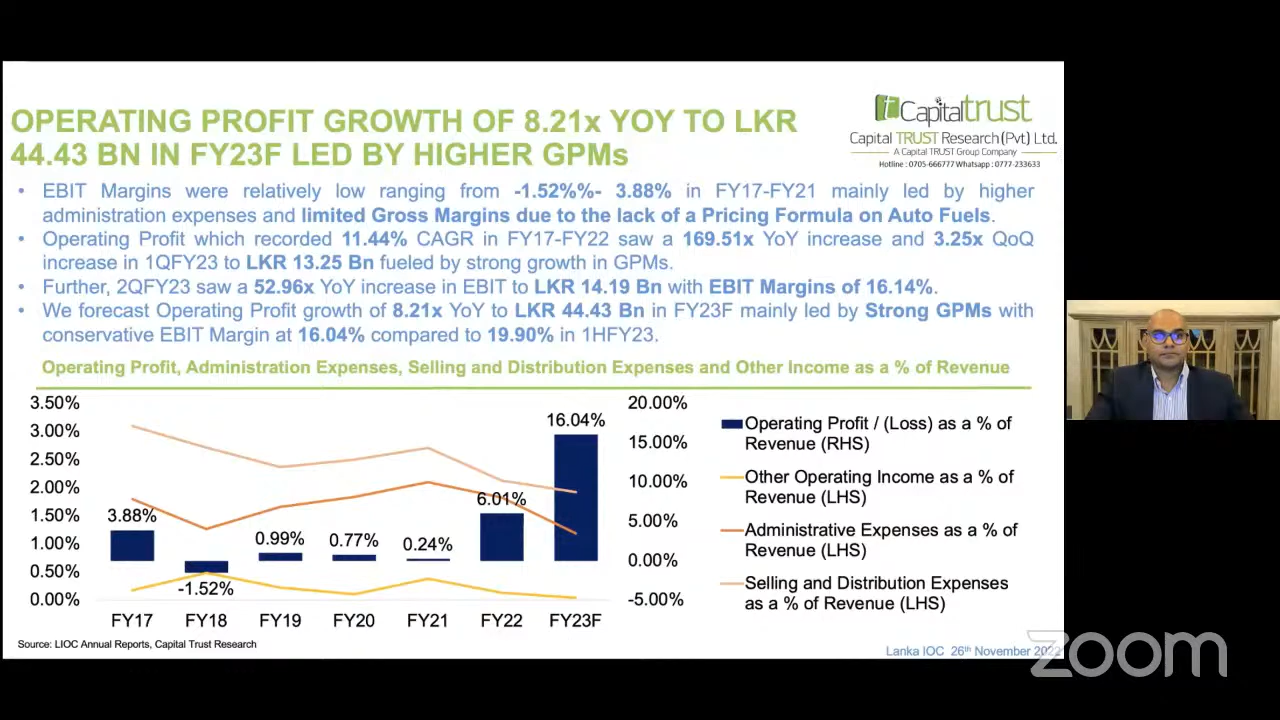 OPERATING PROFIT GROWTH OF 8.21x YOY TO LKR
44.43 BN IN FY23F LED BY HIGHER GPMs
Capitaltrust
Capital TRUST Research (Pvt) Ltd.
A Capital TRUST Group Company
Hotline : 0705-666777 Whatsapp : 0777-233633
• EBIT Margins were relatively low ranging from -1.52%%- 3.88% in FY17-FY21 mainly led by higher
administration expenses and limited Gross Margins due to the lack of a Pricing Formula on Auto Fuels.
• Operating Profit which recorded 11.44% CAGR in FY17-FY22 saw a 169.51x YoY increase and 3.25x QoQ
increase in 1QFY23 to LKR 13.25 Bn fueled by strong growth in GPMs.
• Further, 2QFY23 saw a 52.96x YoY increase in EBIT to LKR 14.19 Bn with EBIT Margins of 16.14%.
• We forecast Operating Profit growth of 8.21x YoY to LKR 44.43 Bn in FY23F mainly led by Strong GPMs with
conservative EBIT Margin at 16.04% compared to 19.90% in 1HFY23.
Operating Profit, Administration Expenses, Selling and Distribution Expenses and Other Income as a % of Revenue
3.50%
3.00%
2.50%
2.00%
1.50%
1.00%
0.50%
0.00%
3.88%
-1.52%
0.99%
0.77%
0.24%
6.01%
16.04%
20.00%
15.00%
10.00%
5.00%
0.00%
-5.00%
FY17 FY18 FY19 FY20 FY21 FY22 FY23F
Operating Profit / (Loss) as a % of
Revenue (RHS)
Other Operating Income as a % of
Revenue (LHS)
Administrative Expenses as a % of
Revenue (LHS)
Selling and Distribution Expenses
as a % of Revenue (LHS)
Source: LIOC Annual Reports, Capital Trust Research
Lanka IOC 26th November 2022
zoom